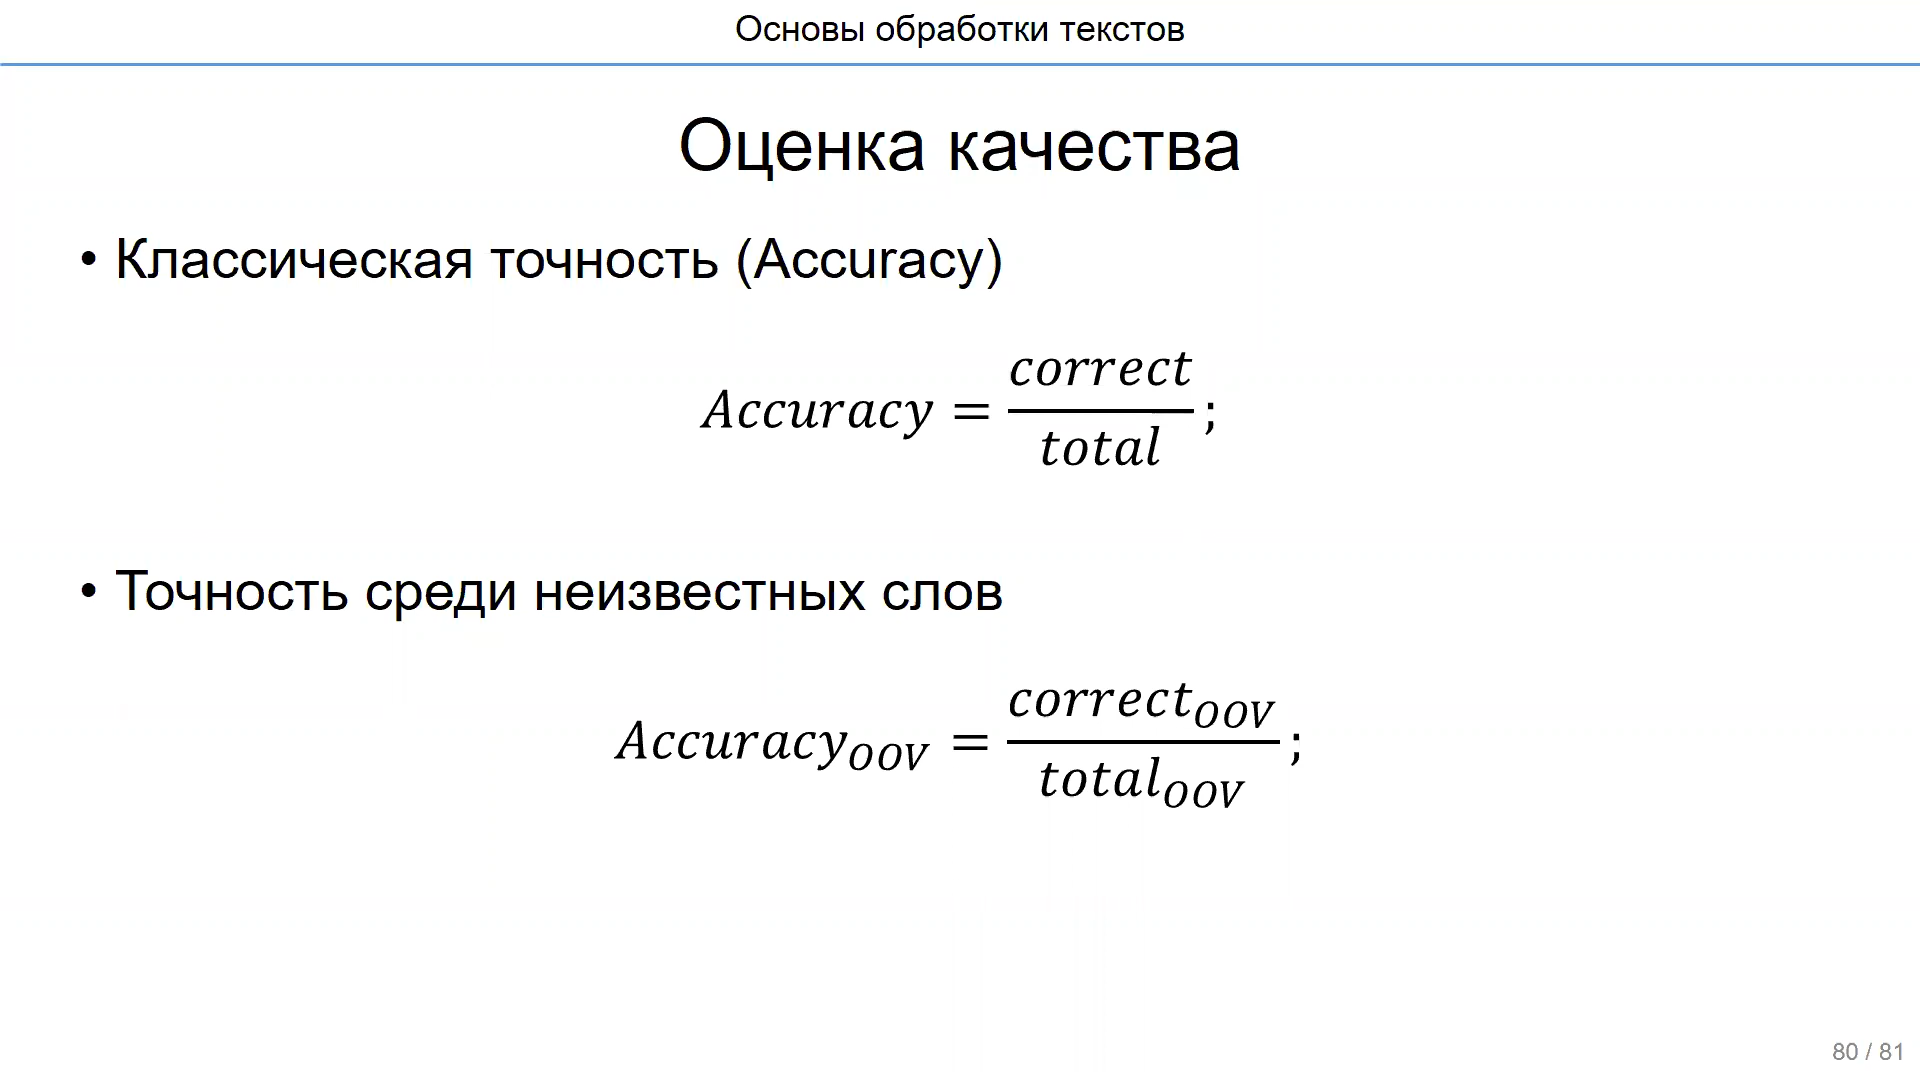 Основы обработки текстов
Оценка качества
• Классическая точность (Accuracy)
Accuracy = correct / total ;
• Точность среди неизвестных слов
Accuracy_OOV = correct_OOV / total_OOV ;
80 / 81